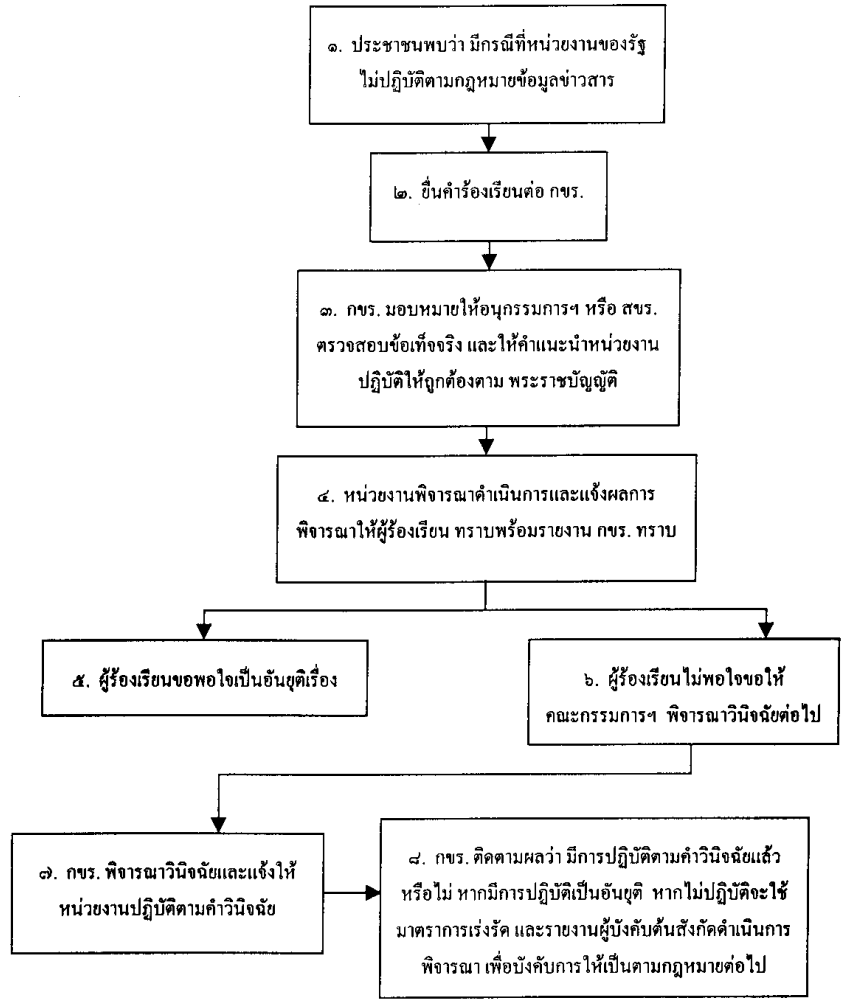 ๑. ประชาชนพบว่า มีกรณีที่หน่วยงานของรัฐ
ไม่ปฏิบัติตามกฎหมายข้อมูลข่าวสาร
๒. ยื่นคำร้องเรียนต่อ กขร.
๓. กขร. มอบหมายให้อนุกรรมการฯ หรือ สขร.
ตรวจสอบข้อเท็จจริง และให้คำแนะนำหน่วยงาน
ปฏิบัติให้ถูกต้องตาม พระราชบัญญัติ
๔. หน่วยงานพิจารณาดำเนินการและแจ้งผลการ
พิจารณาให้ผู้ร้องเรียน ทราบพร้อมรายงาน กขร. ทราบ
๕. ผู้ร้องเรียนขอพอใจเป็นอันยุติเรื่อง
๖. ผู้ร้องเรียนไม่พอใจขอให้
คณะกรรมการฯ พิจารณาวินิจฉัยต่อไป
๗. กขร. พิจารณาวินิจฉัยและแจ้งให้
หน่วยงานปฏิบัติตามคำวินิจฉัย
๘. กขร. ติดตามผลว่า มีการปฏิบัติตามคำวินิจฉัยแล้ว
หรือไม่ หากมีการปฏิบัติเป็นอันยุติ หากไม่ปฏิบัติจะใช้
มาตราการเร่งรัด และรายงานผู้บังคับต้นสังกัดดำเนินการ
พิจารณา เพื่อบังคับการให้เป็นตามกฎหมายต่อไป